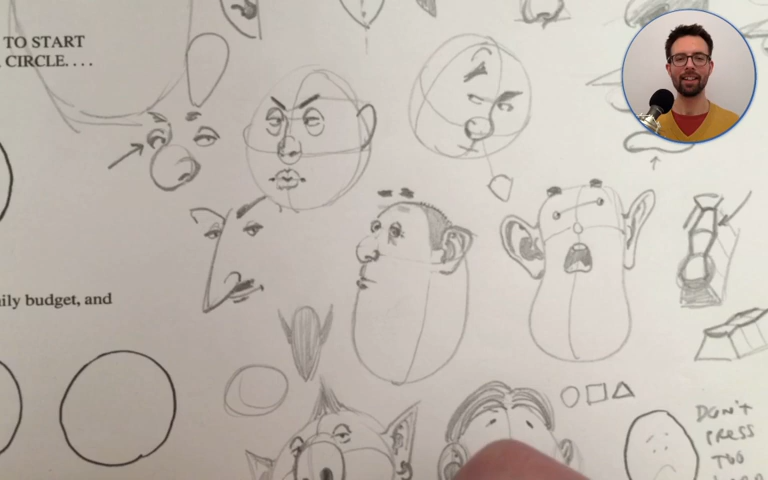 TO START
CIRCLE....
ily budget, and
DON'T
PRESS
TOO